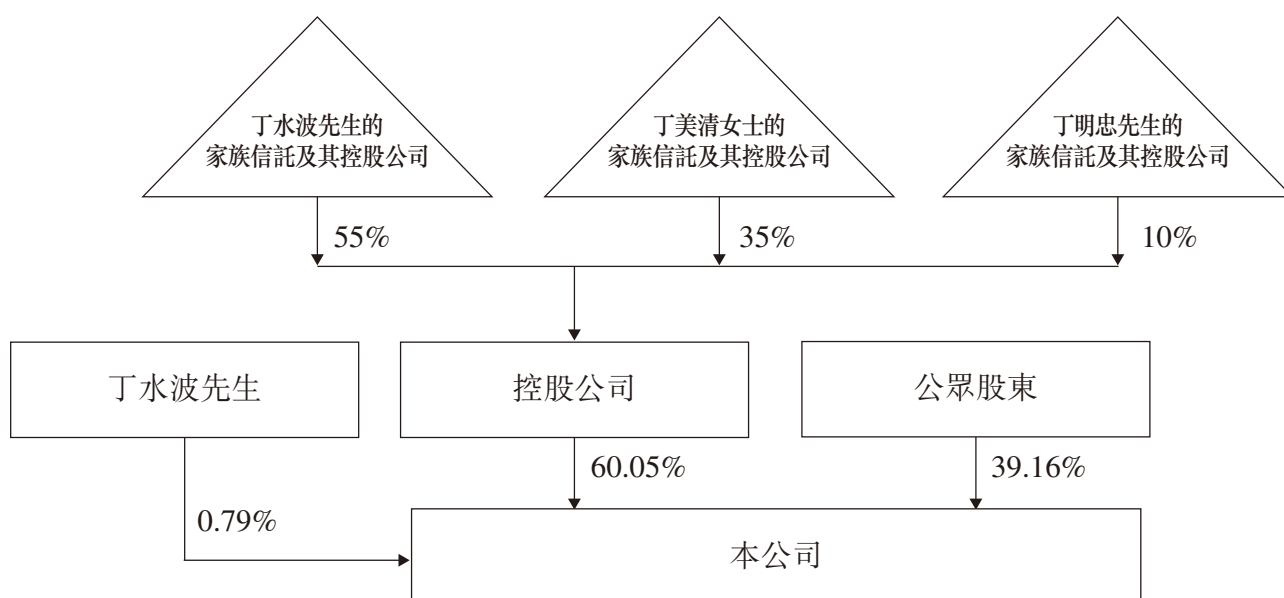 丁水波先生的
家族信託及其控股公司
丁美清女士的
家族信託及其控股公司
丁明忠先生的
家族信託及其控股公司
55%
35%
10%
丁水波先生
控股公司
公眾股東
60.05%
39.16%
0.79%
本公司